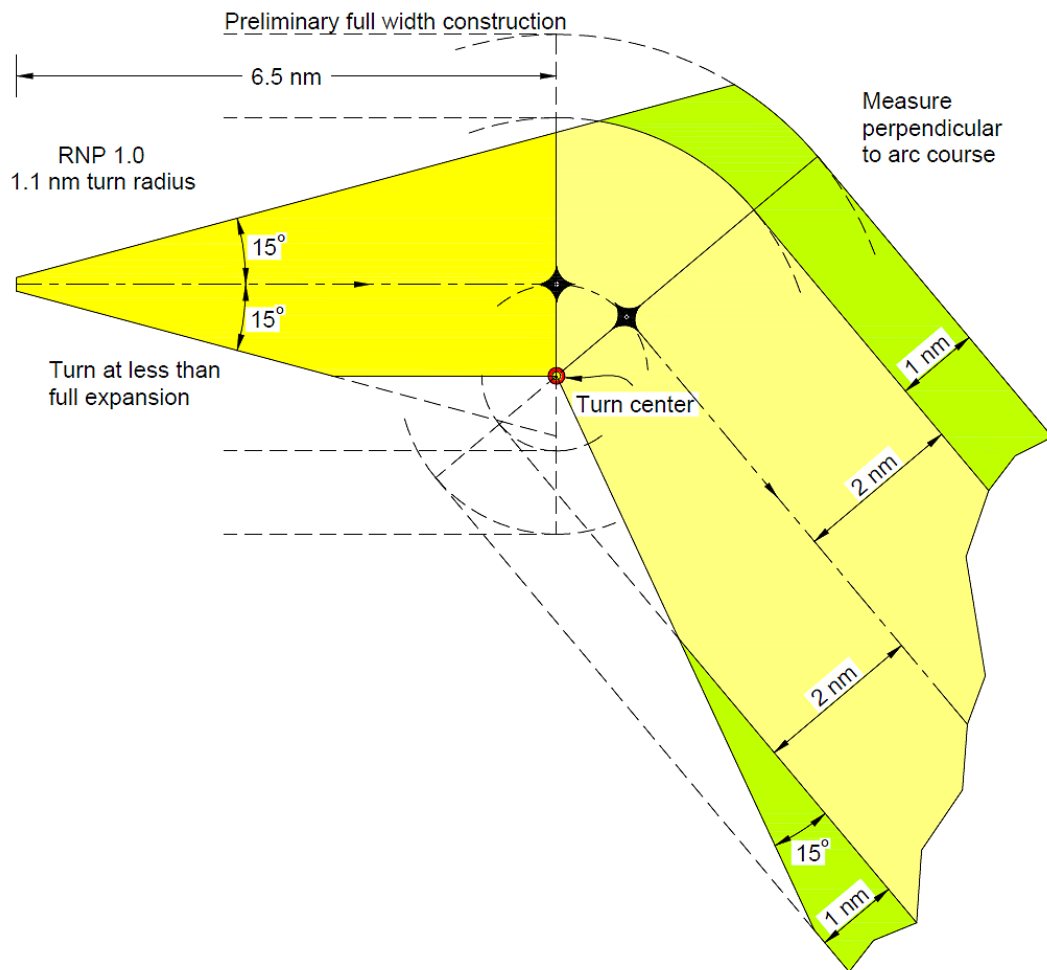 Preliminary full width construction
6.5 nm
RNP 1.0
1.1 nm turn radius
Measure
perpendicular
to arc course
15°
15°
Turn at less than
full expansion
Turn center
1 nm
2 nm
2 nm
15°
1 nm